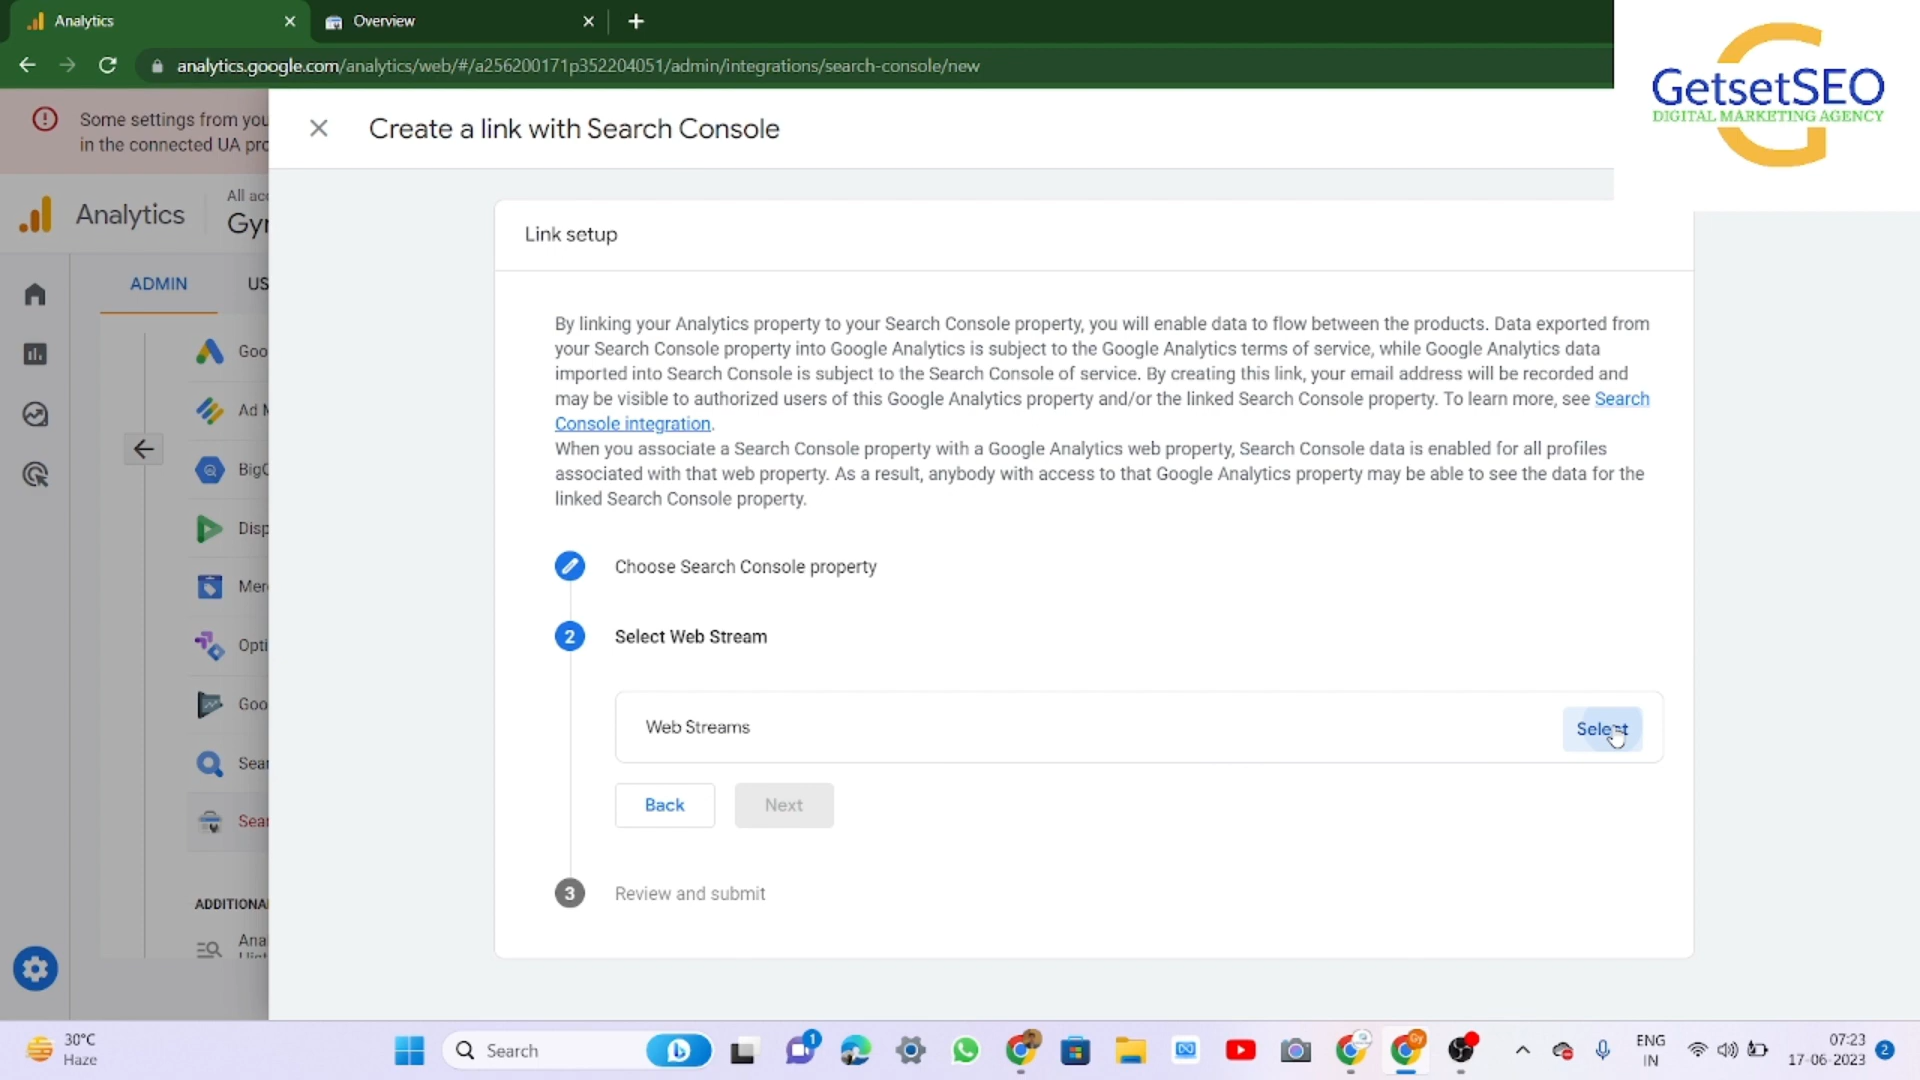 Analytics
Overview
analytics.google.com/analytics/web/#/a256200171p352204051/admin/integrations/search-console/new
GetsetSEO
DIGITAL MARKETING AGENCY
Some settings from you
in the connected UA pro
Create a link with Search Console
Analytics
All acc
Gyn
ADMIN
US
Goo
Ad M
BigQ
Disp
Mer
Opti
Goo
Sear
Sear
ADDITIONA
Ana
Link setup
By linking your Analytics property to your Search Console property, you will enable data to flow between the products. Data exported from
your Search Console property into Google Analytics is subject to the Google Analytics terms of service, while Google Analytics data
imported into Search Console is subject to the Search Console of service. By creating this link, your email address will be recorded and
may be visible to authorized users of this Google Analytics property and/or the linked Search Console property. To learn more, see Search
Console integration.
When you associate a Search Console property with a Google Analytics web property, Search Console data is enabled for all profiles
associated with that web property. As a result, anybody with access to that Google Analytics property may be able to see the data for the
linked Search Console property.
Choose Search Console property
2 Select Web Stream
Web Streams
Select
Back
Next
3 Review and submit
30°C
Haze
Search
1
Gy
ENG
IN
07:23
17-06-2023
2